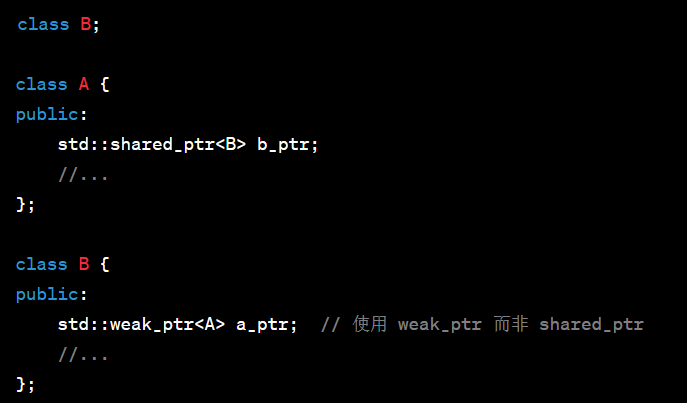 class B;
class A {
public:
    std::shared_ptr<B> b_ptr;
    //...
};
class B {
public:
    std::weak_ptr<A> a_ptr;  // 使用 weak_ptr 而非 shared_ptr
    //...
};